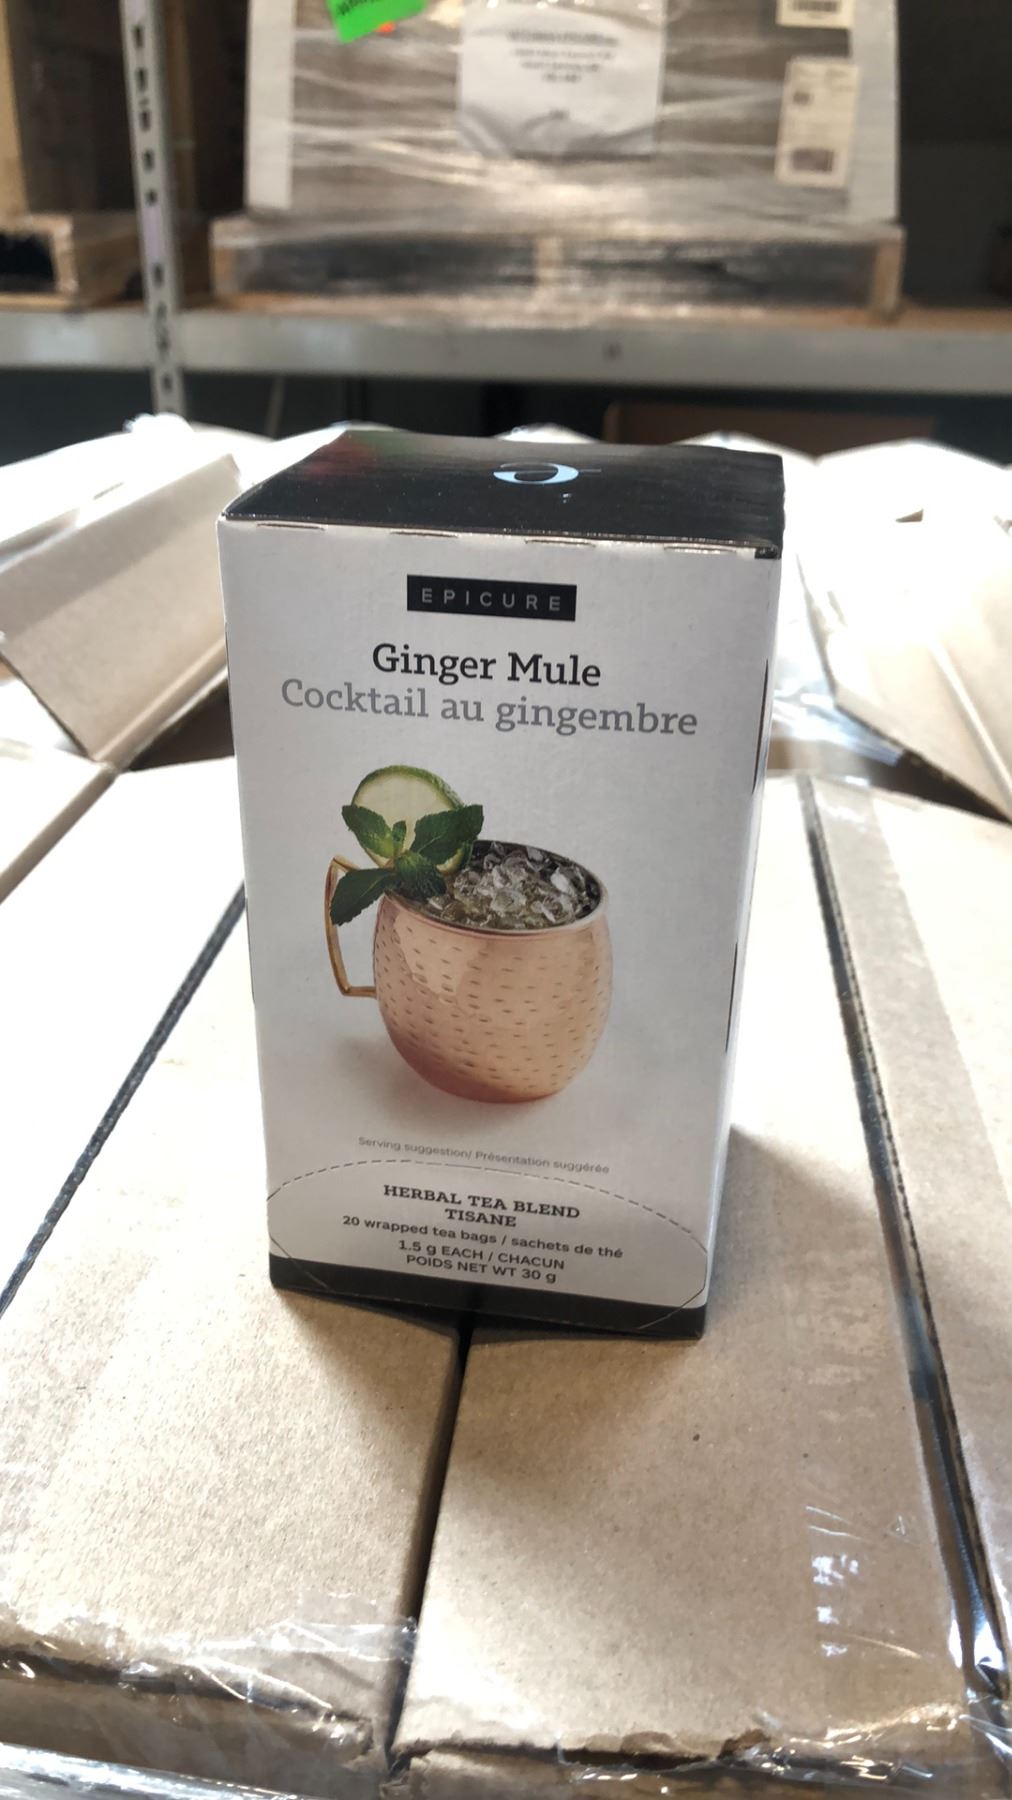 EPICURE
Ginger Mule
Cocktail au gingembre
Serving suggestion/ Présentation suggérée
HERBAL TEA BLEND
TISANE
20 wrapped tea bags / sachets de thé
1.5 g EACH / CHACUN
POIDS NET WT 30 g